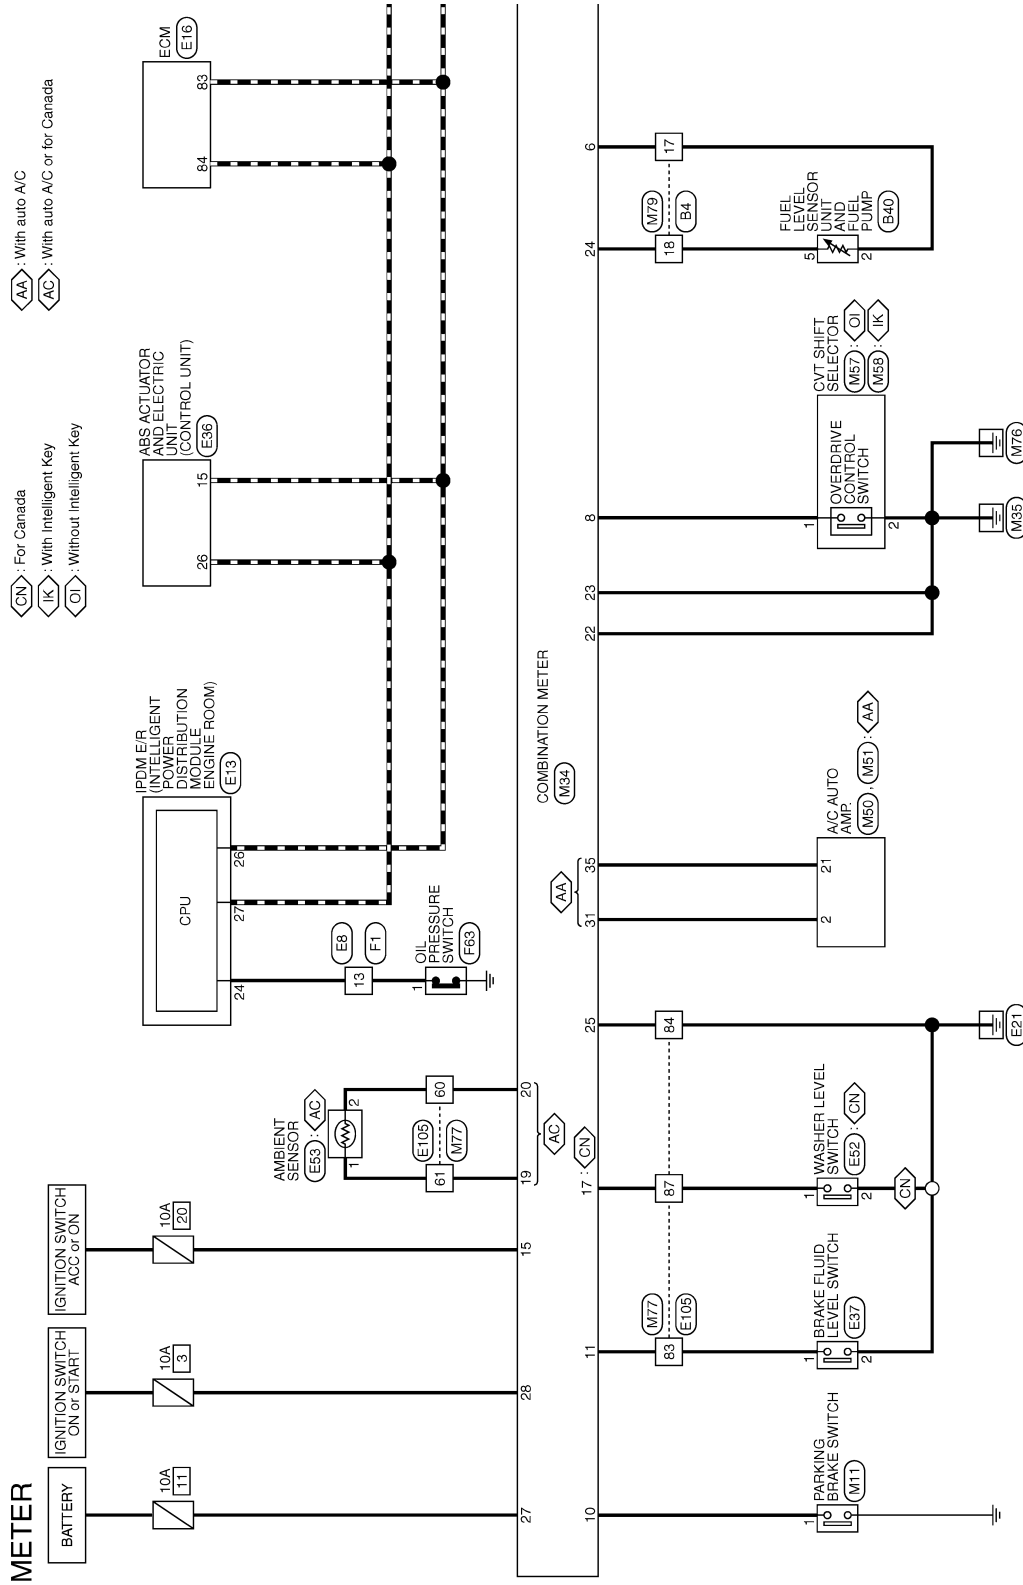 METER
BATTERY
IGNITION SWITCH
ON or START
IGNITION SWITCH
ACC or ON
10A
11
10A
3
10A
20
CN : For Canada
IK : With Intelligent Key
OI : Without Intelligent Key
AA : With auto A/C
AC : With auto A/C or for Canada
AMBIENT
SENSOR
E53 : AC
1
2
61
60
E105
M77
CPU
IPDM E/R
(INTELLIGENT
POWER
DISTRIBUTION
MODULE
ENGINE ROOM)
E13
24
27
26
13
E8
F1
1
OIL
PRESSURE
SWITCH
F63
ABS ACTUATOR
AND ELECTRIC
UNIT
(CONTROL UNIT)
E36
26
15
ECM
E16
84
83
27
28
15
19
20
AC
COMBINATION METER
M34
10
11
17 : CN
25
31
35
AA
22
23
8
24
6
M77
E105
83
87
84
M79
B4
18
17
PARKING
BRAKE SWITCH
M11
1
BRAKE FLUID
LEVEL SWITCH
E37
1
2
WASHER LEVEL
SWITCH
E52 : CN
1
2
CN
E21
A/C AUTO
AMP.
M50 , M51 : AA
2
21
CVT SHIFT
SELECTOR
M57 : OI
M58 : IK
OVERDRIVE
CONTROL
SWITCH
1
2
M35
M76
FUEL
LEVEL
SENSOR
UNIT
AND
FUEL
PUMP
B40
5
2